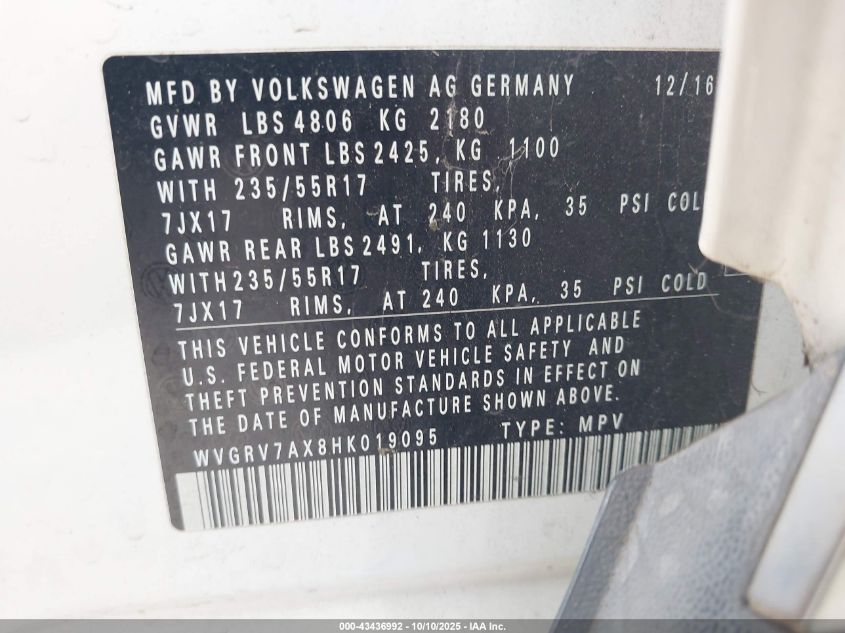 MFD BY VOLKSWAGEN AG GERMANY 12/16
GVWR LBS 4806 KG 2180
GAWR FRONT LBS 2425, KG 1100
WITH 235/55R17 TIRES,
7JX17 RIMS, AT 240 KPA, 35 PSI COL
GAWR REAR LBS 2491, KG 1130
WITH 235/55R17 TIRES,
7JX17 RIMS, AT 240 KPA, 35 PSI COLD
THIS VEHICLE CONFORMS TO ALL APPLICABLE
U.S. FEDERAL MOTOR VEHICLE SAFETY AND
THEFT PREVENTION STANDARDS IN EFFECT ON
THE DATE OF MANUFACTURE SHOWN ABOVE.
WVGRV7AX8HK019095 TYPE: MPV
000-43436992 - 10/10/2025 - IAA Inc.